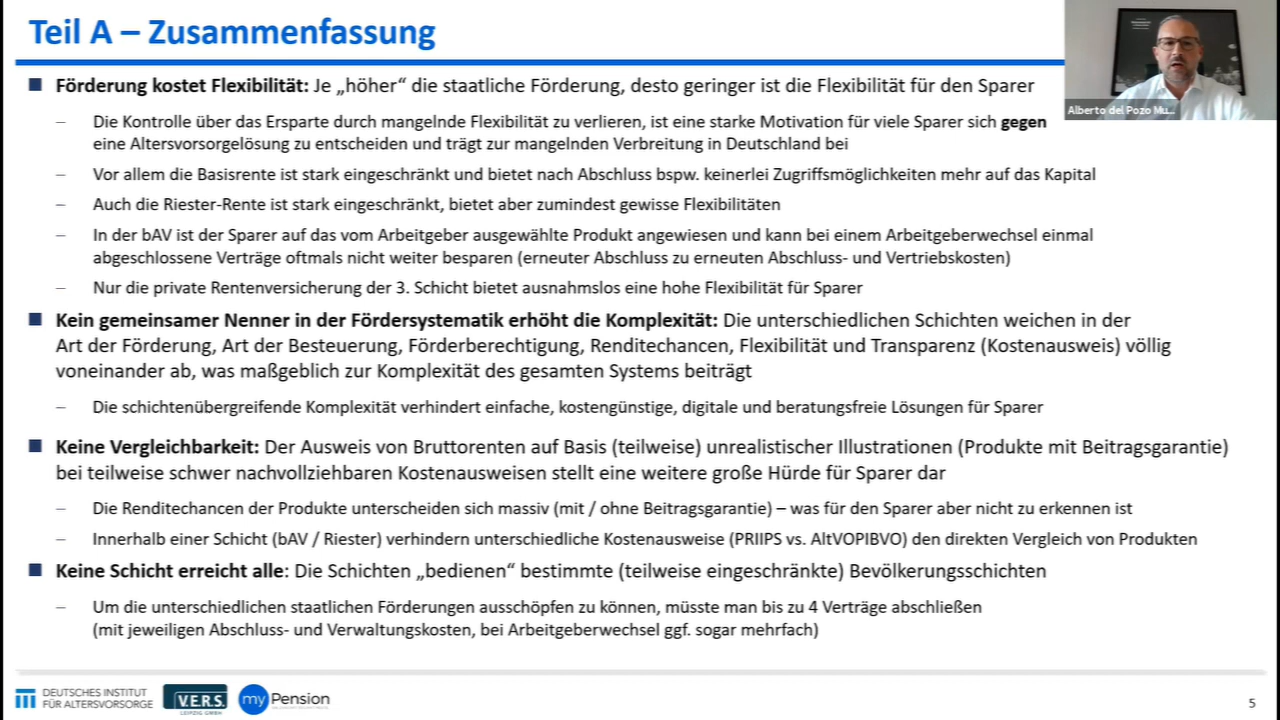 Teil A – Zusammenfassung
Alberto del Pozo Mu...
Förderung kostet Flexibilität: Je „höher“ die staatliche Förderung, desto geringer ist die Flexibilität für den Sparer
– Die Kontrolle über das Ersparte durch mangelnde Flexibilität zu verlieren, ist eine starke Motivation für viele Sparer sich gegen
eine Altersvorsorgelösung zu entscheiden und trägt zur mangelnden Verbreitung in Deutschland bei
– Vor allem die Basisrente ist stark eingeschränkt und bietet nach Abschluss bspw. keinerlei Zugriffsmöglichkeiten mehr auf das Kapital
– Auch die Riester-Rente ist stark eingeschränkt, bietet aber zumindest gewisse Flexibilitäten
– In der bAV ist der Sparer auf das vom Arbeitgeber ausgewählte Produkt angewiesen und kann bei einem Arbeitgeberwechsel einmal
abgeschlossene Verträge oftmals nicht weiter besparen (erneuter Abschluss zu erneuten Abschluss- und Vertriebskosten)
– Nur die private Rentenversicherung der 3. Schicht bietet ausnahmslos eine hohe Flexibilität für Sparer
Kein gemeinsamer Nenner in der Fördersystematik erhöht die Komplexität: Die unterschiedlichen Schichten weichen in der
Art der Förderung, Art der Besteuerung, Förderberechtigung, Renditechancen, Flexibilität und Transparenz (Kostenausweis) völlig
voneinander ab, was maßgeblich zur Komplexität des gesamten Systems beiträgt
– Die schichtenübergreifende Komplexität verhindert einfache, kostengünstige, digitale und beratungsfreie Lösungen für Sparer
Keine Vergleichbarkeit: Der Ausweis von Bruttorenten auf Basis (teilweise) unrealistischer Illustrationen (Produkte mit Beitragsgarantie)
bei teilweise schwer nachvollziehbaren Kostenausweisen stellt eine weitere große Hürde für Sparer dar
– Die Renditechancen der Produkte unterscheiden sich massiv (mit / ohne Beitragsgarantie) – was für den Sparer aber nicht zu erkennen ist
– Innerhalb einer Schicht (bAV / Riester) verhindern unterschiedliche Kostenausweise (PRIIPS vs. AltVOPIBVO) den direkten Vergleich von Produkten
Keine Schicht erreicht alle: Die Schichten „bedienen“ bestimmte (teilweise eingeschränkte) Bevölkerungsschichten
– Um die unterschiedlichen staatlichen Förderungen ausschöpfen zu können, müsste man bis zu 4 Verträge abschließen
(mit jeweiligen Abschluss- und Verwaltungskosten, bei Arbeitgeberwechsel ggf. sogar mehrfach)
DEUTSCHES INSTITUT
FÜR ALTERSVORSORGE
V.E.R.S.
LEIPZIG GMBH
myPension
5